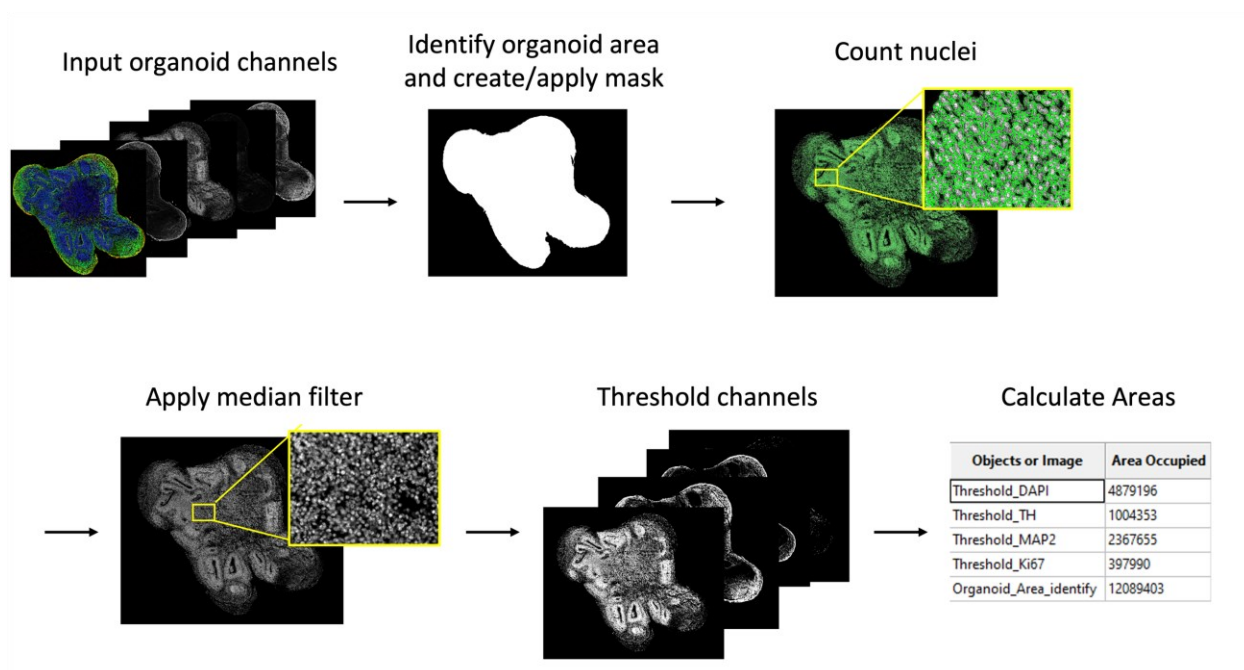 Input organoid channels
Identify organoid area
and create/apply mask
Count nuclei
Apply median filter
Threshold channels
Calculate Areas
Objects or Image Area Occupied
Threshold_DAPI 4879196
Threshold_TH 1004353
Threshold_MAP2 2367655
Threshold_Ki67 397990
Organoid_Area_identify 12089403